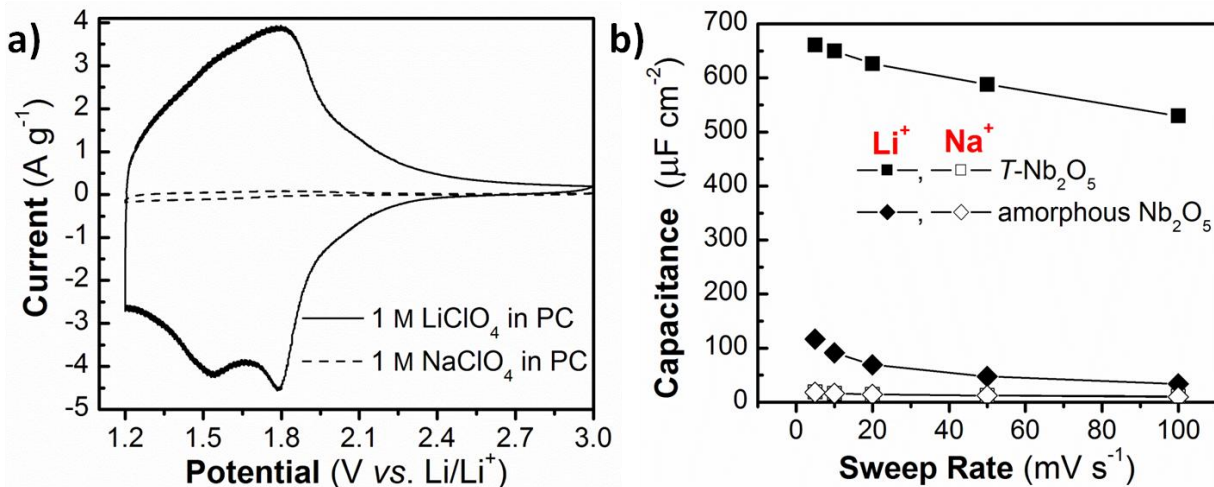 a)
4
3
2
1
0
-1
-2
-3
-4
-5
Current (A g⁻¹)
1 M LiClO₄ in PC
1 M NaClO₄ in PC
1.2 1.5 1.8 2.1 2.4 2.7 3.0
Potential (V vs. Li/Li⁺)
b)
700
600
500
400
300
200
100
0
Capacitance (μF cm⁻²)
Li⁺ Na⁺
, T-Nb₂O₅
, amorphous Nb₂O₅
0 20 40 60 80 100
Sweep Rate (mV s⁻¹)